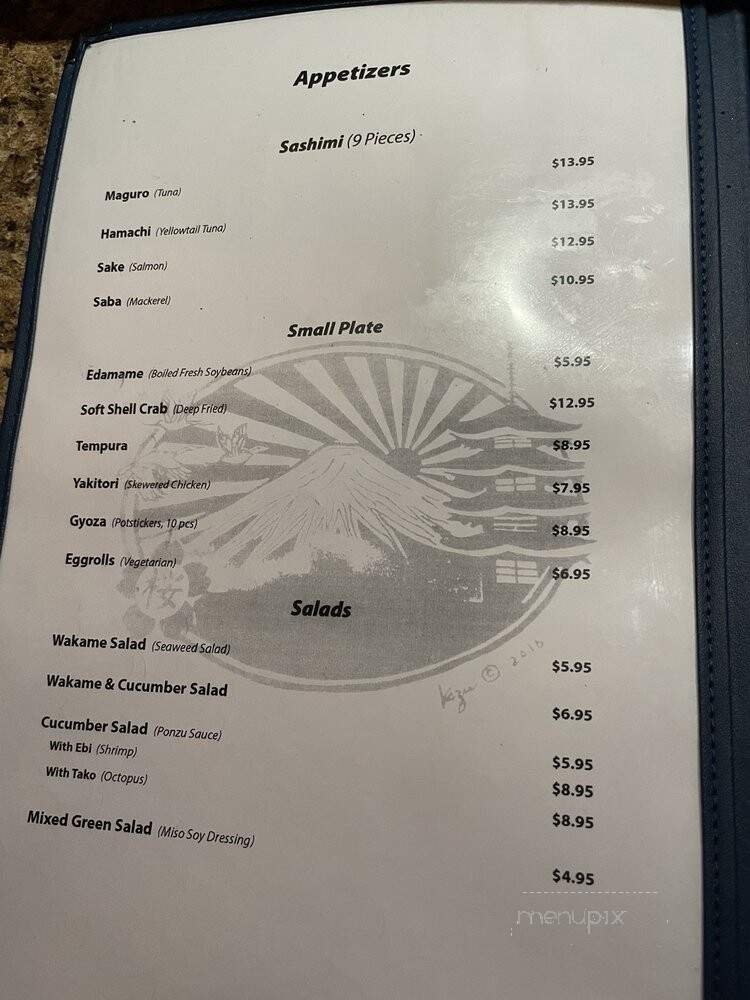 Appetizers
Sashimi (9 Pieces)
Maguro (Tuna) $13.95
Hamachi (Yellowtail Tuna) $13.95
Sake (Salmon) $12.95
Saba (Mackerel) $10.95
Small Plate
Edamame (Boiled Fresh Soybeans) $5.95
Soft Shell Crab (Deep Fried) $12.95
Tempura $8.95
Yakitori (Skewered Chicken) $7.95
Gyoza (Potstickers, 10 pcs) $8.95
Eggrolls (Vegetarian) $6.95
桜
Salads
Wakame Salad (Seaweed Salad) $5.95
Wakame & Cucumber Salad $6.95
Cucumber Salad (Ponzu Sauce) $5.95
With Ebi (Shrimp) $8.95
With Tako (Octopus) $8.95
Mixed Green Salad (Miso Soy Dressing) $4.95
Kazu © 2018
menupix